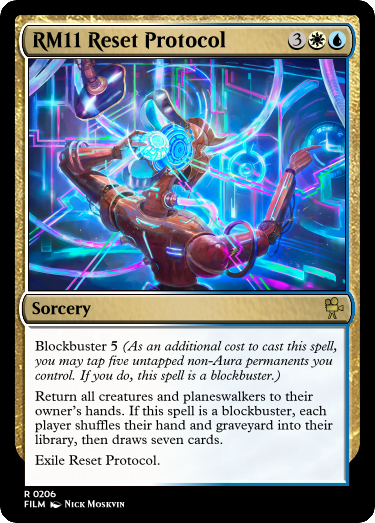 RM11 Reset Protocol 3
Sorcery
Blockbuster 5 (As an additional cost to cast this spell,
you may tap five untapped non-Aura permanents you
control. If you do, this spell is a blockbuster.)
Return all creatures and planeswalkers to their
owner's hands. If this spell is a blockbuster, each
player shuffles their hand and graveyard into their
library, then draws seven cards.
Exile Reset Protocol.
R 0206
FILM Nick Moskvin